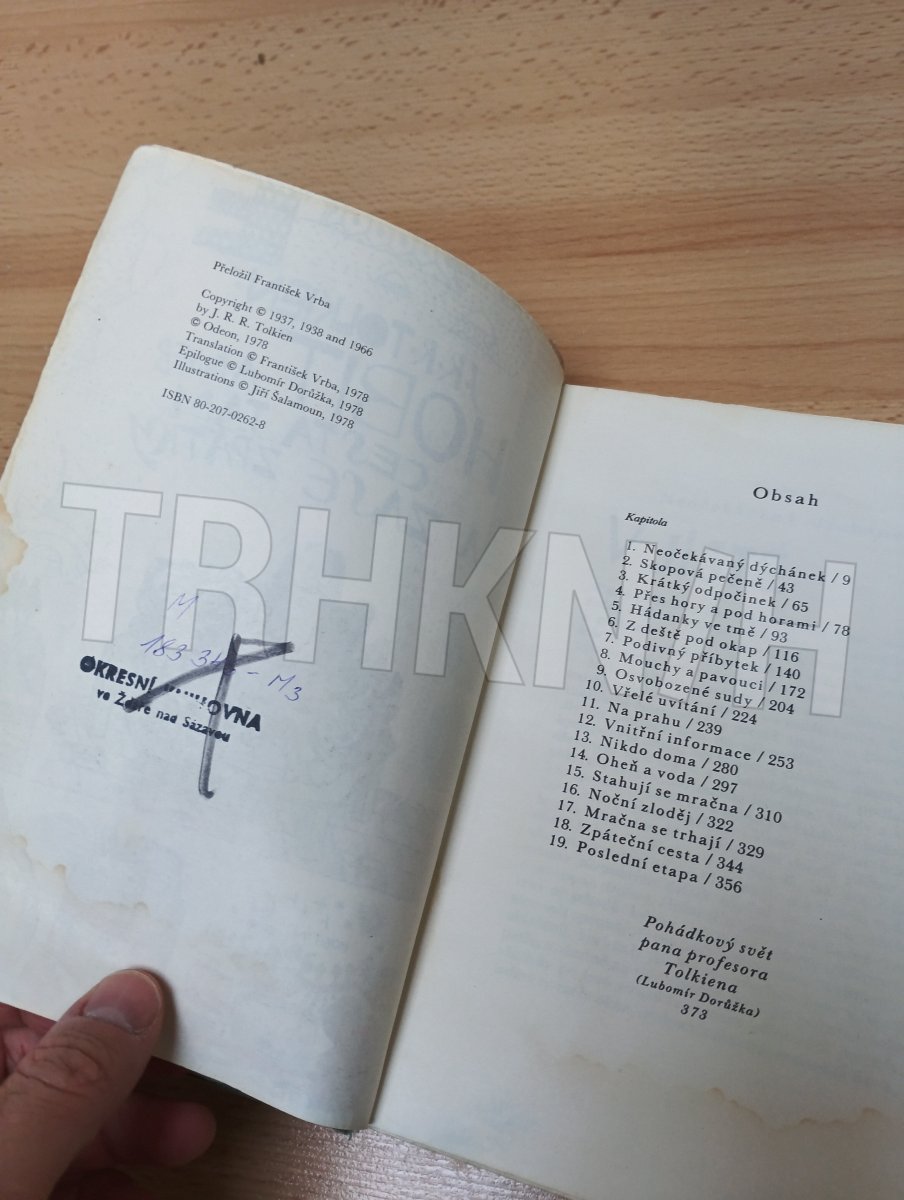 Přeložil František Vrba
Copyright © 1937, 1938 and 1966
by J. R. R. Tolkien
© Odeon, 1978
Translation © František Vrba, 1978
Epilogue © Lubomír Dorůžka, 1978
Illustrations © Jiří Šalamoun, 1978
ISBN 80-207-0262-8
M
OKRESNÍ
ve Žďáře nad Sázavou
TRHKNIH
Obsah
Kapitola
1. Neočekávaný dýchánek / 9
2. Skopová pečeně / 43
3. Krátký odpočinek / 65
4. Přes hory a pod horami / 78
5. Hádanky ve tmě / 93
6. Z deště pod okap / 116
7. Podivný příbytek / 140
8. Mouchy a pavouci / 172
9. Osvobozené sudy / 204
10. Vřelé uvítání / 224
11. Na prahu / 239
12. Vnitřní informace / 253
13. Nikdo doma / 280
14. Oheň a voda / 297
15. Stahují se mračna / 310
16. Noční zloděj / 322
17. Mračna se trhají / 329
18. Zpáteční cesta / 344
19. Poslední etapa / 356
Pohádkový svět
pana profesora
Tolkiena
(Lubomír Dorůžka)
373